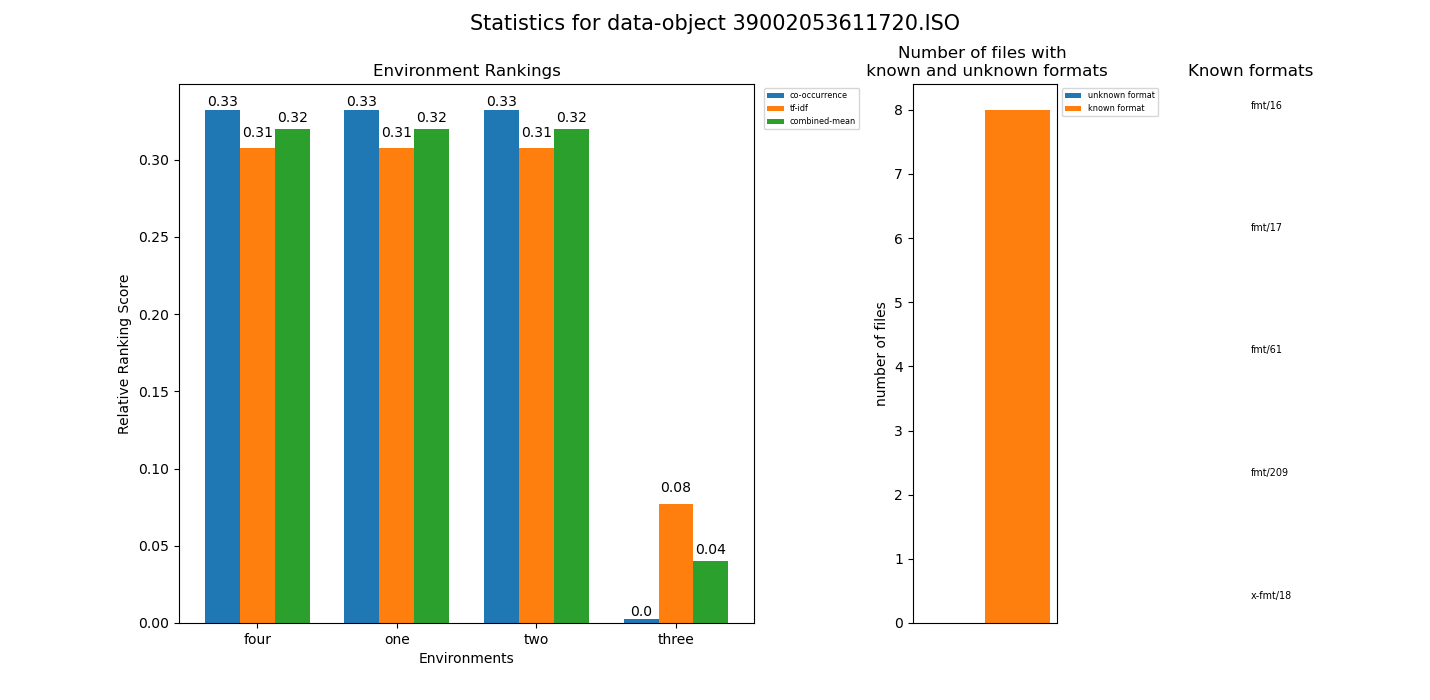 Statistics for data-object 39002053611720.ISO
Environment Rankings
Relative Ranking Score
0.30
0.25
0.20
0.15
0.10
0.05
0.00
0.33
0.31
0.32
0.33
0.31
0.32
0.33
0.31
0.32
0.0
0.08
0.04
four one two three
Environments
co-occurrence
tf-idf
combined-mean
Number of files with
known and unknown formats
number of files
8
7
6
5
4
3
2
1
0
unknown format
known format
Known formats
fmt/16
fmt/17
fmt/61
fmt/209
x-fmt/18